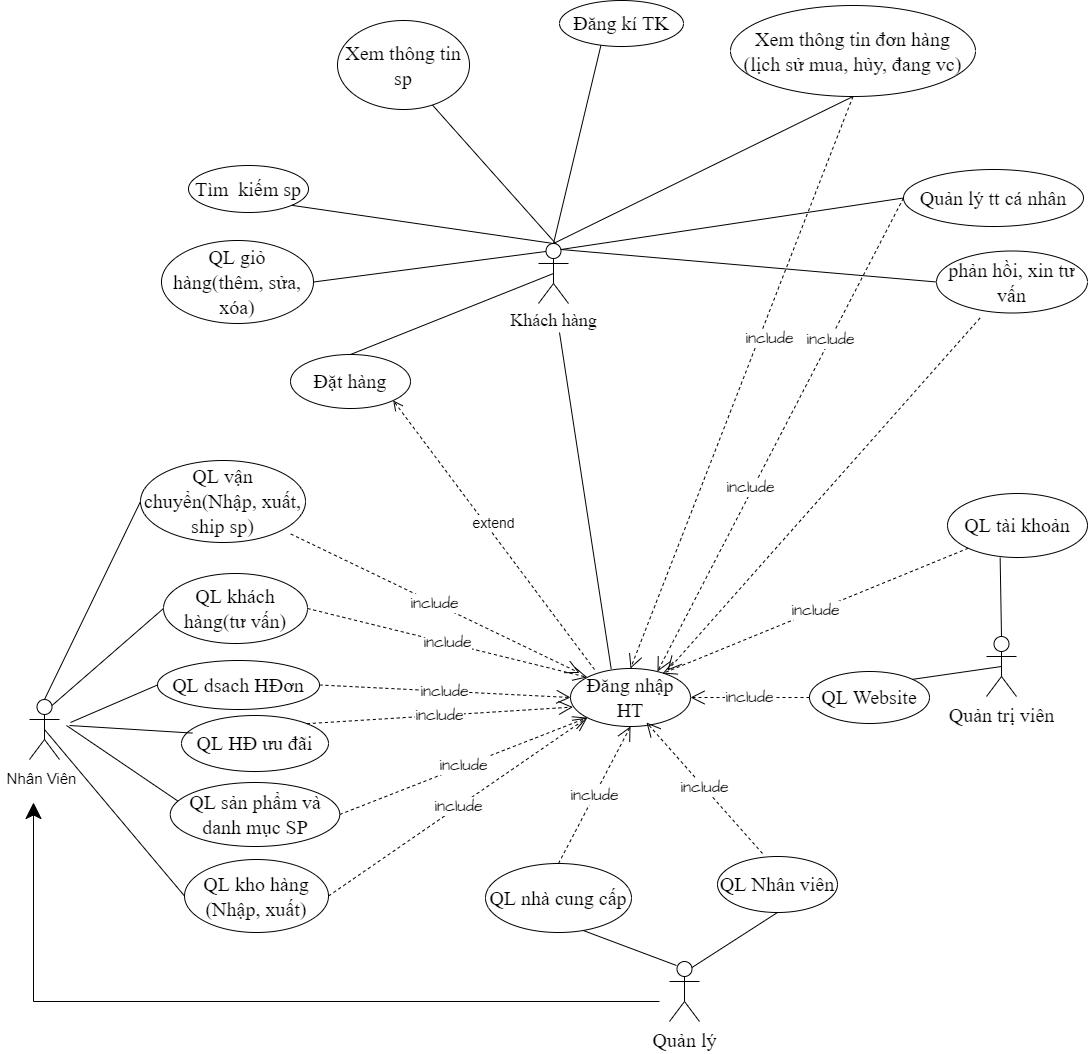 Đăng kí TK
Xem thông tin đơn hàng
(lịch sử mua, hủy, đang vc)
Xem thông tin
sp
Tìm kiếm sp
Quản lý tt cá nhân
QL giỏ
hàng(thêm, sửa,
xóa)
phản hồi, xin tư
vấn
Khách hàng
include
include
Đặt hàng
include
QL vận
chuyển(Nhập, xuất,
ship sp)
extend
QL tài khoản
QL khách
hàng(tư vấn)
include
include
include
QL dsach HĐơn
include
Đăng nhập
HT
include
QL Website
Quản trị viên
include
QL HĐ ưu đãi
Nhân Viên
include
QL sản phẩm và
danh mục SP
include
include
include
QL kho hàng
(Nhập, xuất)
QL nhà cung cấp
QL Nhân viên
Quản lý